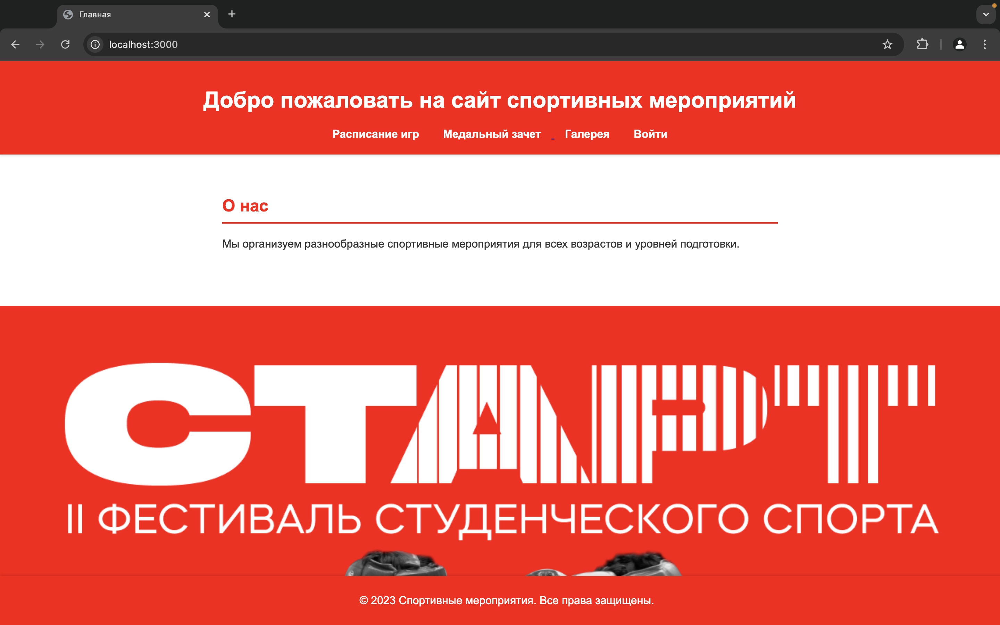 Главная
localhost:3000
Добро пожаловать на сайт спортивных мероприятий
Расписание игр Медальный зачет Галерея Войти
О нас
Мы организуем разнообразные спортивные мероприятия для всех возрастов и уровней подготовки.
СТАРТ
II ФЕСТИВАЛЬ СТУДЕНЧЕСКОГО СПОРТА
© 2023 Спортивные мероприятия. Все права защищены.